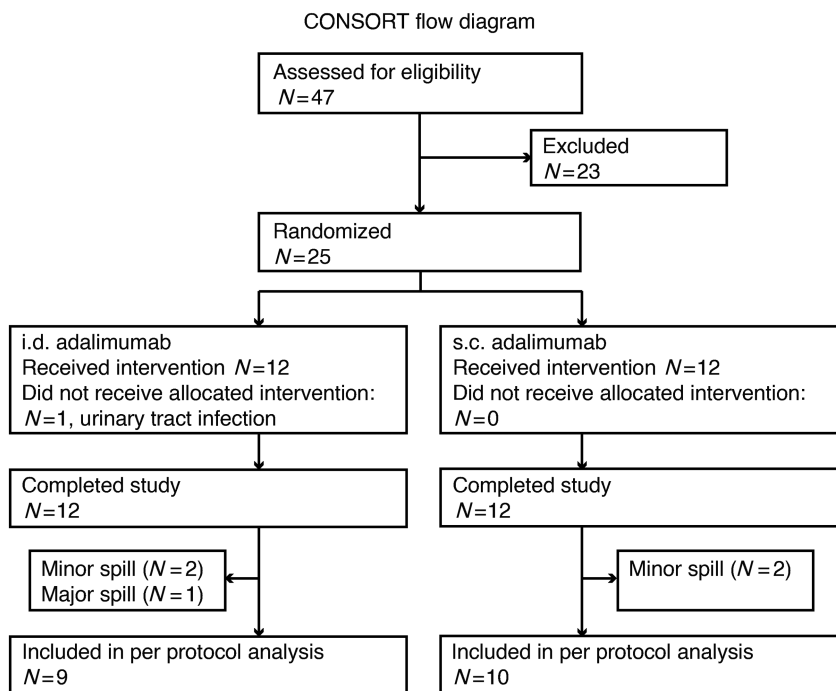 CONSORT flow diagram
Assessed for eligibility
N=47
Excluded
N=23
Randomized
N=25
i.d. adalimumab
Received intervention N=12
Did not receive allocated intervention:
N=1, urinary tract infection
s.c. adalimumab
Received intervention N=12
Did not receive allocated intervention:
N=0
Completed study
N=12
Completed study
N=12
Minor spill (N=2)
Major spill (N=1)
Minor spill (N=2)
Included in per protocol analysis
N=9
Included in per protocol analysis
N=10